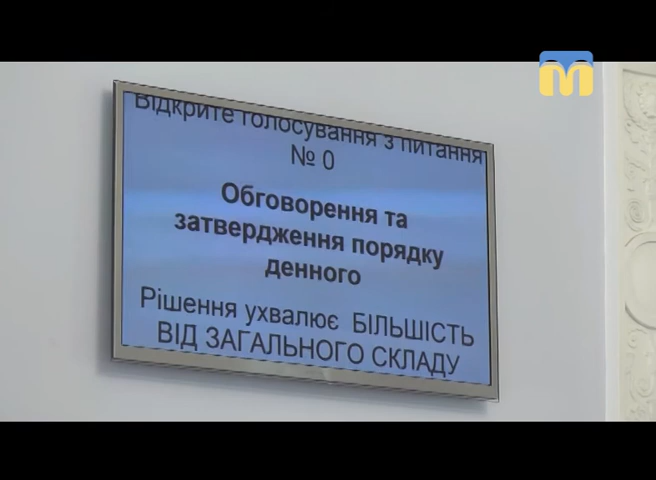 Відкрите голосування з питання
№ 0
Обговорення та
затвердження порядку
денного
Рішення ухвалює БІЛЬШІСТЬ
ВІД ЗАГАЛЬНОГО СКЛАДУ